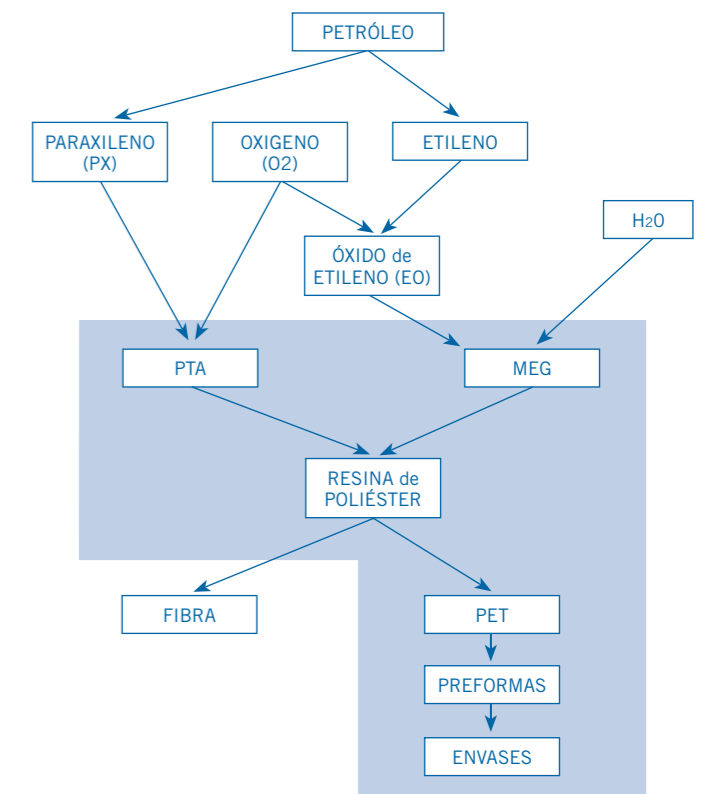 PETRÓLEO
PARAXILENO
(PX)
OXIGENO
(O2)
ETILENO
H2O
ÓXIDO de
ETILENO (EO)
PTA
MEG
RESINA de
POLIÉSTER
FIBRA
PET
PREFORMAS
ENVASES